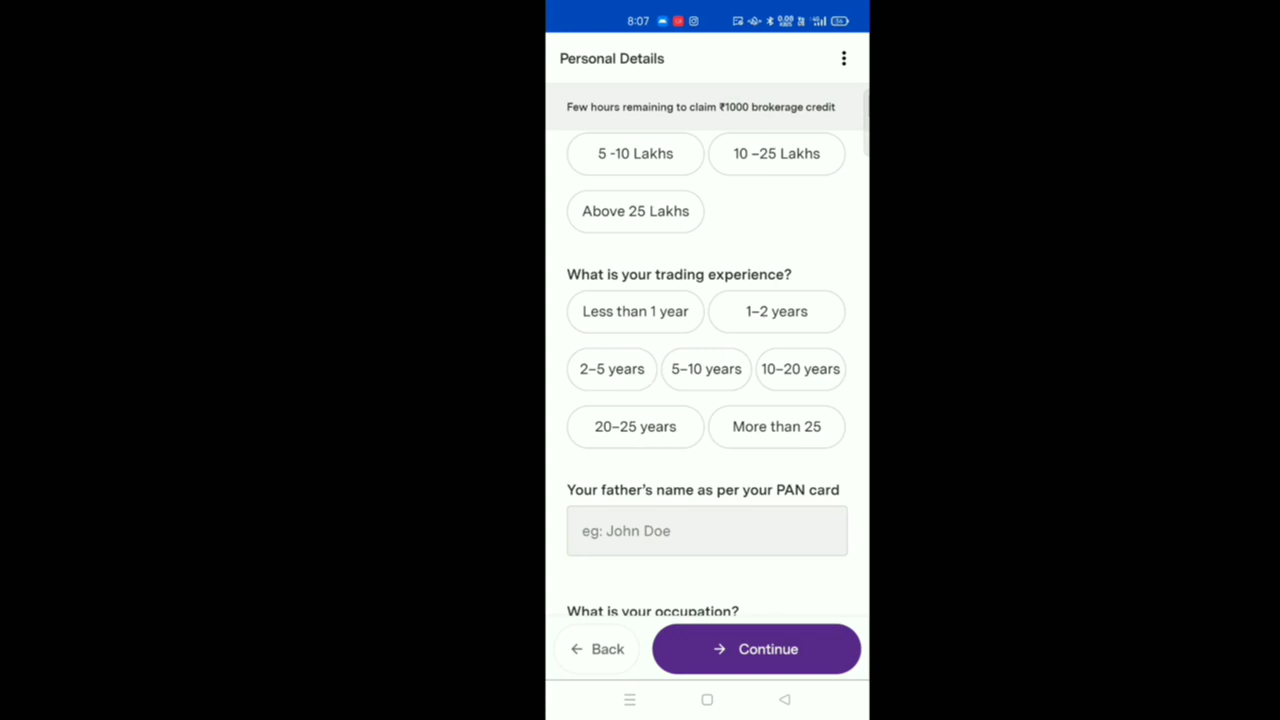 8:07
Personal Details
Few hours remaining to claim ₹1000 brokerage credit
5 -10 Lakhs 10 –25 Lakhs
Above 25 Lakhs
What is your trading experience?
Less than 1 year 1–2 years
2–5 years 5–10 years 10–20 years
20–25 years More than 25
Your father's name as per your PAN card
eg: John Doe
What is your occupation?
← Back → Continue